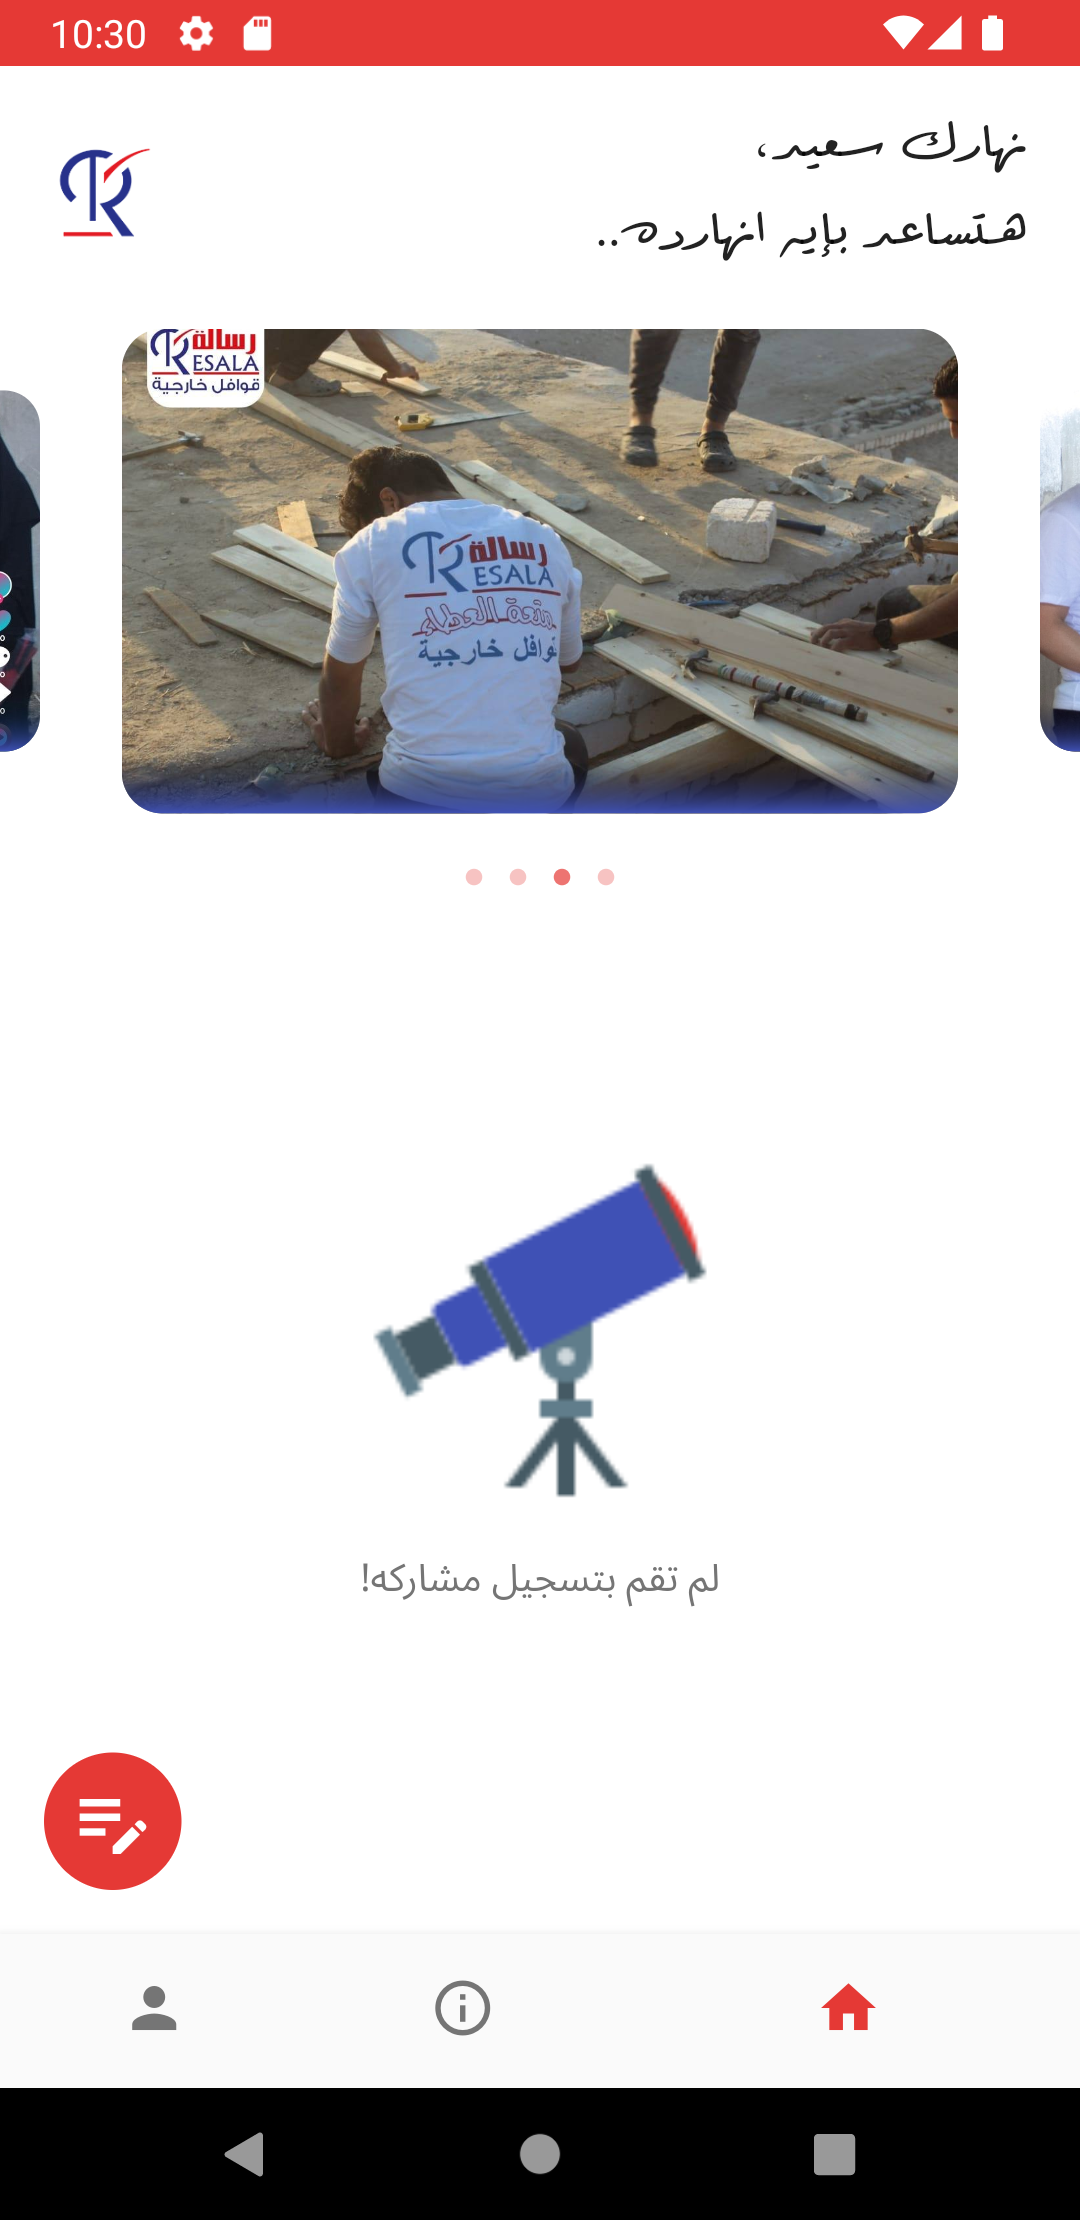 10:30
نهارك سعيد،
هتساعد بإيه انهارده..
رسالة
RESALA
قوافل خارجية
رسالة
RESALA
متعة العطاء
قوافل خارجية
لم تقم بتسجيل مشاركه!